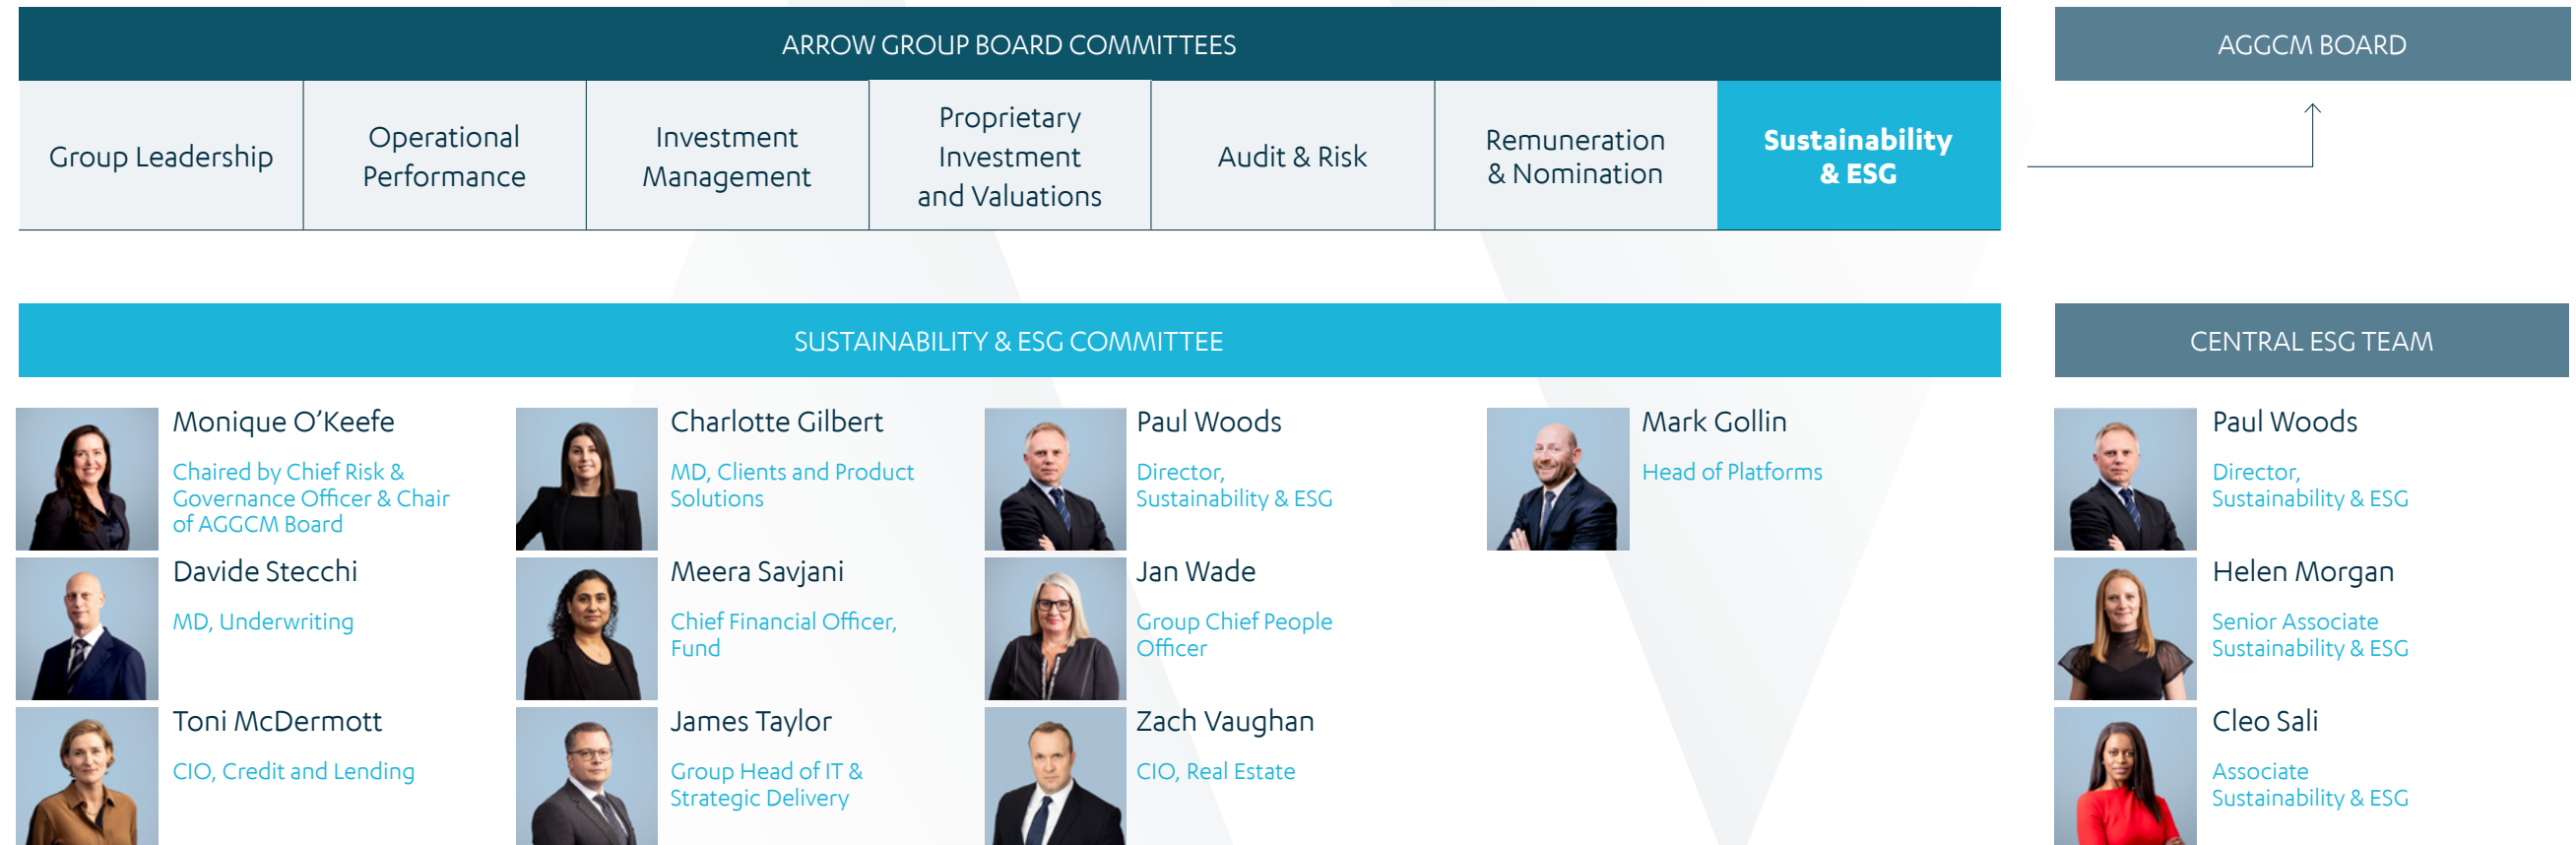 ARROW GROUP BOARD COMMITTEES
AGGCM BOARD
Group Leadership
Operational
Performance
Investment
Management
Proprietary
Investment
and Valuations
Audit & Risk
Remuneration
& Nomination
Sustainability
& ESG
SUSTAINABILITY & ESG COMMITTEE
CENTRAL ESG TEAM
Monique O’Keefe
Chaired by Chief Risk &
Governance Officer & Chair
of AGGCM Board
Davide Stecchi
MD, Underwriting
Toni McDermott
CIO, Credit and Lending
Charlotte Gilbert
MD, Clients and Product
Solutions
Meera Savjani
Chief Financial Officer,
Fund
James Taylor
Group Head of IT &
Strategic Delivery
Paul Woods
Director,
Sustainability & ESG
Jan Wade
Group Chief People
Officer
Zach Vaughan
CIO, Real Estate
Mark Gollin
Head of Platforms
Paul Woods
Director,
Sustainability & ESG
Helen Morgan
Senior Associate
Sustainability & ESG
Cleo Sali
Associate
Sustainability & ESG